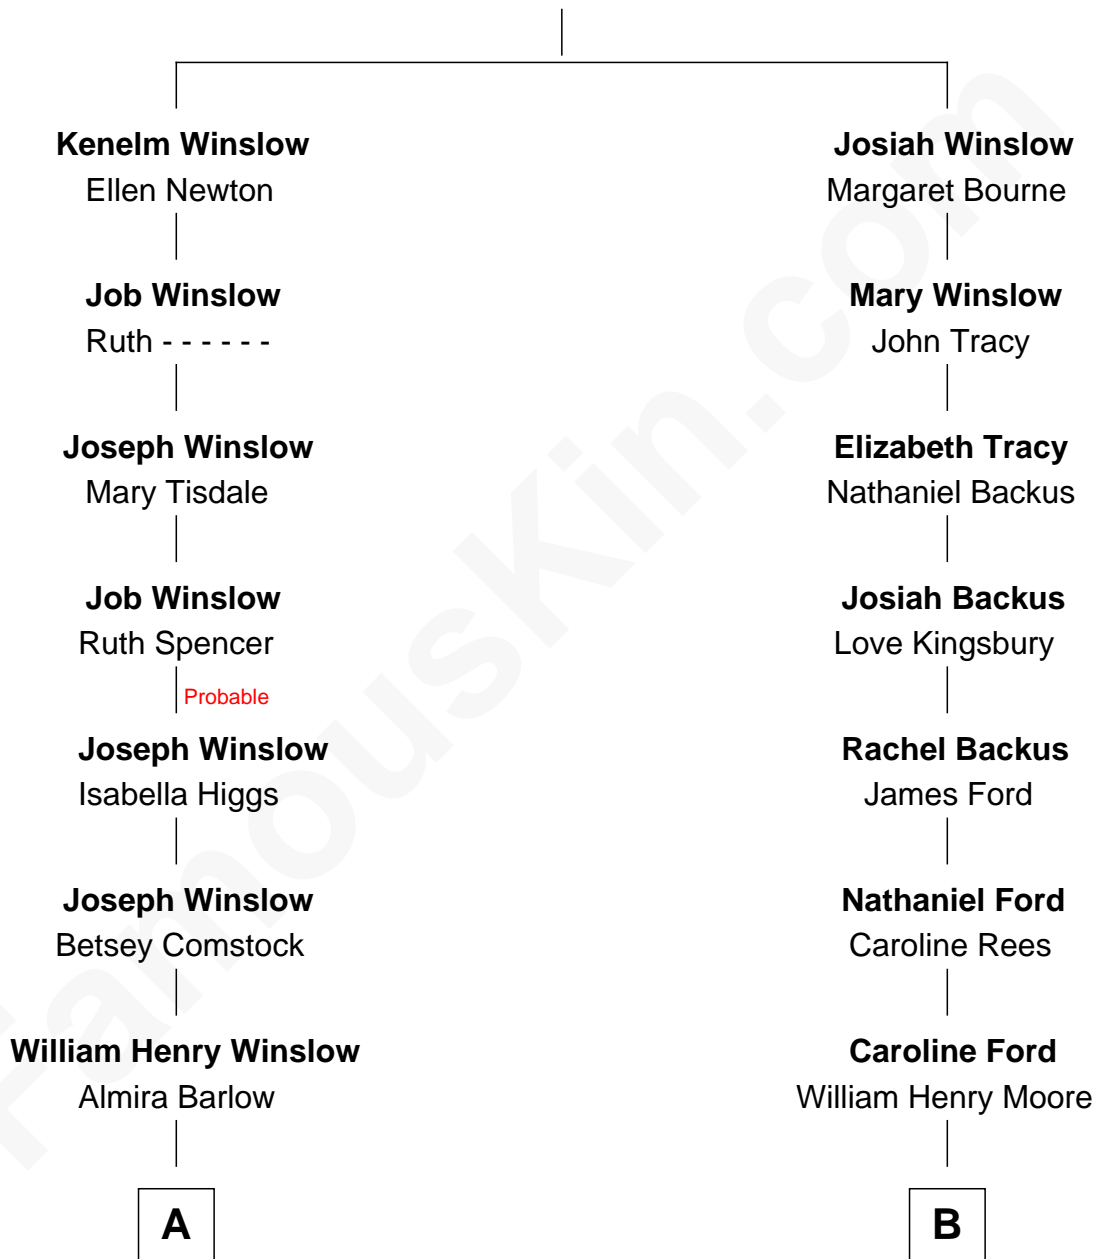 Kenelm Winslow
Ellen Newton
Job Winslow
Ruth - - - - - -
Joseph Winslow
Mary Tisdale
Job Winslow
Ruth Spencer
Probable
Joseph Winslow
Isabella Higgs
Joseph Winslow
Betsey Comstock
William Henry Winslow
Almira Barlow
A
Josiah Winslow
Margaret Bourne
Mary Winslow
John Tracy
Elizabeth Tracy
Nathaniel Backus
Josiah Backus
Love Kingsbury
Rachel Backus
James Ford
Nathaniel Ford
Caroline Rees
Caroline Ford
William Henry Moore
B
FamousKin.com